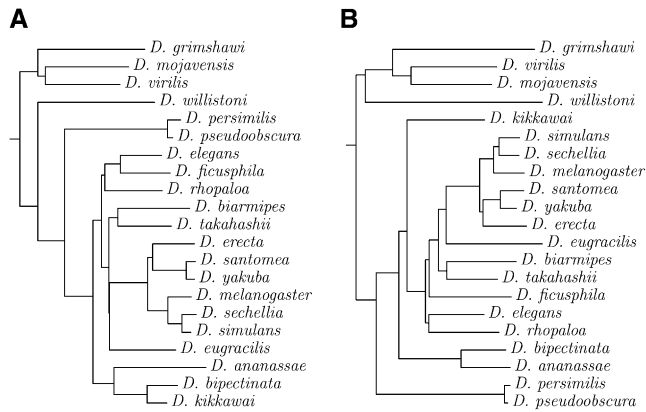 A
D. grimshawi
D. mojavensis
D. virilis
D. willistoni
D. persimilis
D. pseudoobscura
D. elegans
D. ficusphila
D. rhopaloa
D. biarmipes
D. takahashii
D. erecta
D. santomea
D. yakuba
D. melanogaster
D. sechellia
D. simulans
D. eugracilis
D. ananassae
D. bipectinata
D. kikkawai
B
D. grimshawi
D. virilis
D. mojavensis
D. willistoni
D. kikkawai
D. simulans
D. sechellia
D. melanogaster
D. santomea
D. yakuba
D. erecta
D. eugracilis
D. biarmipes
D. takahashii
D. ficusphila
D. elegans
D. rhopaloa
D. bipectinata
D. ananassae
D. persimilis
D. pseudoobscura